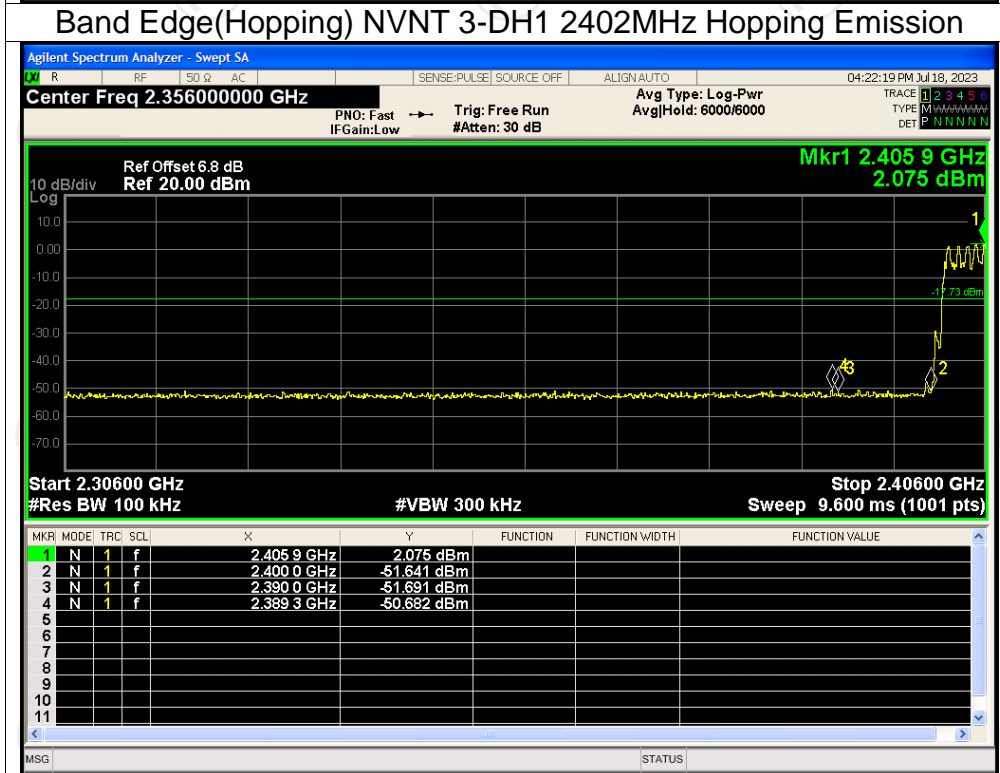 Band Edge(Hopping) NVNT 3-DH1 2402MHz Hopping Emission
Agilent Spectrum Analyzer - Swept SA
LXI R RF 50 Ω AC SENSE:PULSE SOURCE OFF ALIGNAUTO 04:22:19 PM Jul 18, 2023
Center Freq 2.356000000 GHz Avg Type: Log-Pwr TRACE 1 2 3 4 5 6
PNO: Fast Trig: Free Run Avg|Hold: 6000/6000 TYPE M WWWWW
IFGain:Low #Atten: 30 dB DET P N N N N N
Mkr1 2.405 9 GHz
Ref Offset 6.8 dB
10 dB/div Ref 20.00 dBm 2.075 dBm
Log
10.0 1
0.00
-10.0
-17.73 dBm
-20.0
-30.0
-40.0 43 2
-50.0
-60.0
-70.0
Start 2.30600 GHz Stop 2.40600 GHz
#Res BW 100 kHz #VBW 300 kHz Sweep 9.600 ms (1001 pts)
MKR MODE TRC SCL X Y FUNCTION FUNCTION WIDTH FUNCTION VALUE
1 N 1 f 2.405 9 GHz 2.075 dBm
2 N 1 f 2.400 0 GHz -51.641 dBm
3 N 1 f 2.390 0 GHz -51.691 dBm
4 N 1 f 2.389 3 GHz -50.682 dBm
5
6
7
8
9
10
11
MSG STATUS